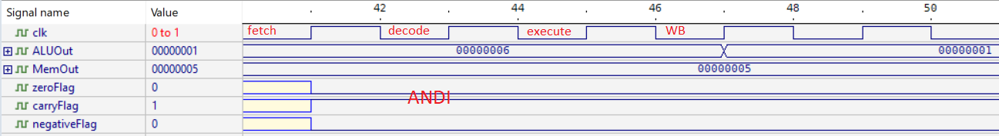 Signal name Value 42 44 46 48 50
clk 0 to 1 fetch decode execute WB
ALUOut 00000001 00000006 00000001
MemOut 00000005 00000005
zeroFlag 0
carryFlag 1 ANDI
negativeFlag 0